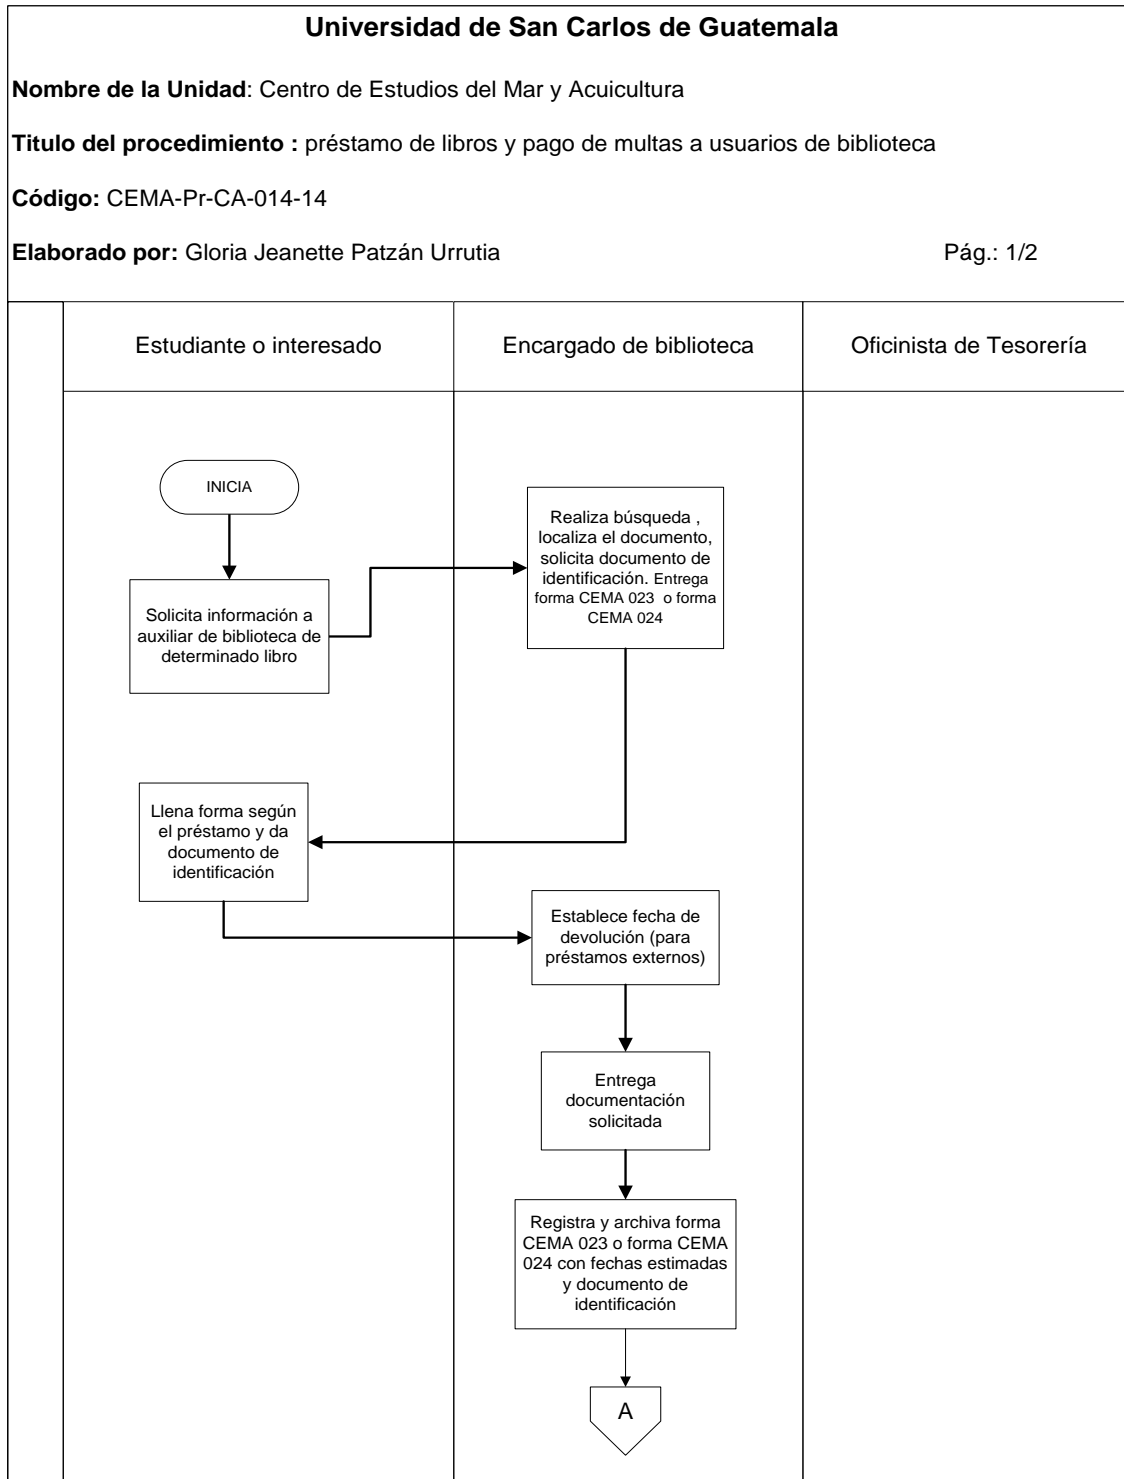 Universidad de San Carlos de Guatemala
Nombre de la Unidad: Centro de Estudios del Mar y Acuicultura
Titulo del procedimiento : préstamo de libros y pago de multas a usuarios de biblioteca
Código: CEMA-Pr-CA-014-14
Elaborado por: Gloria Jeanette Patzán Urrutia Pág.: 1/2
Estudiante o interesado
Encargado de biblioteca
Oficinista de Tesorería
INICIA
Solicita información a
auxiliar de biblioteca de
determinado libro
Realiza búsqueda ,
localiza el documento,
solicita documento de
identificación. Entrega
forma CEMA 023 o forma
CEMA 024
Llena forma según
el préstamo y da
documento de
identificación
Establece fecha de
devolución (para
préstamos externos)
Entrega
documentación
solicitada
Registra y archiva forma
CEMA 023 o forma CEMA
024 con fechas estimadas
y documento de
identificación
A